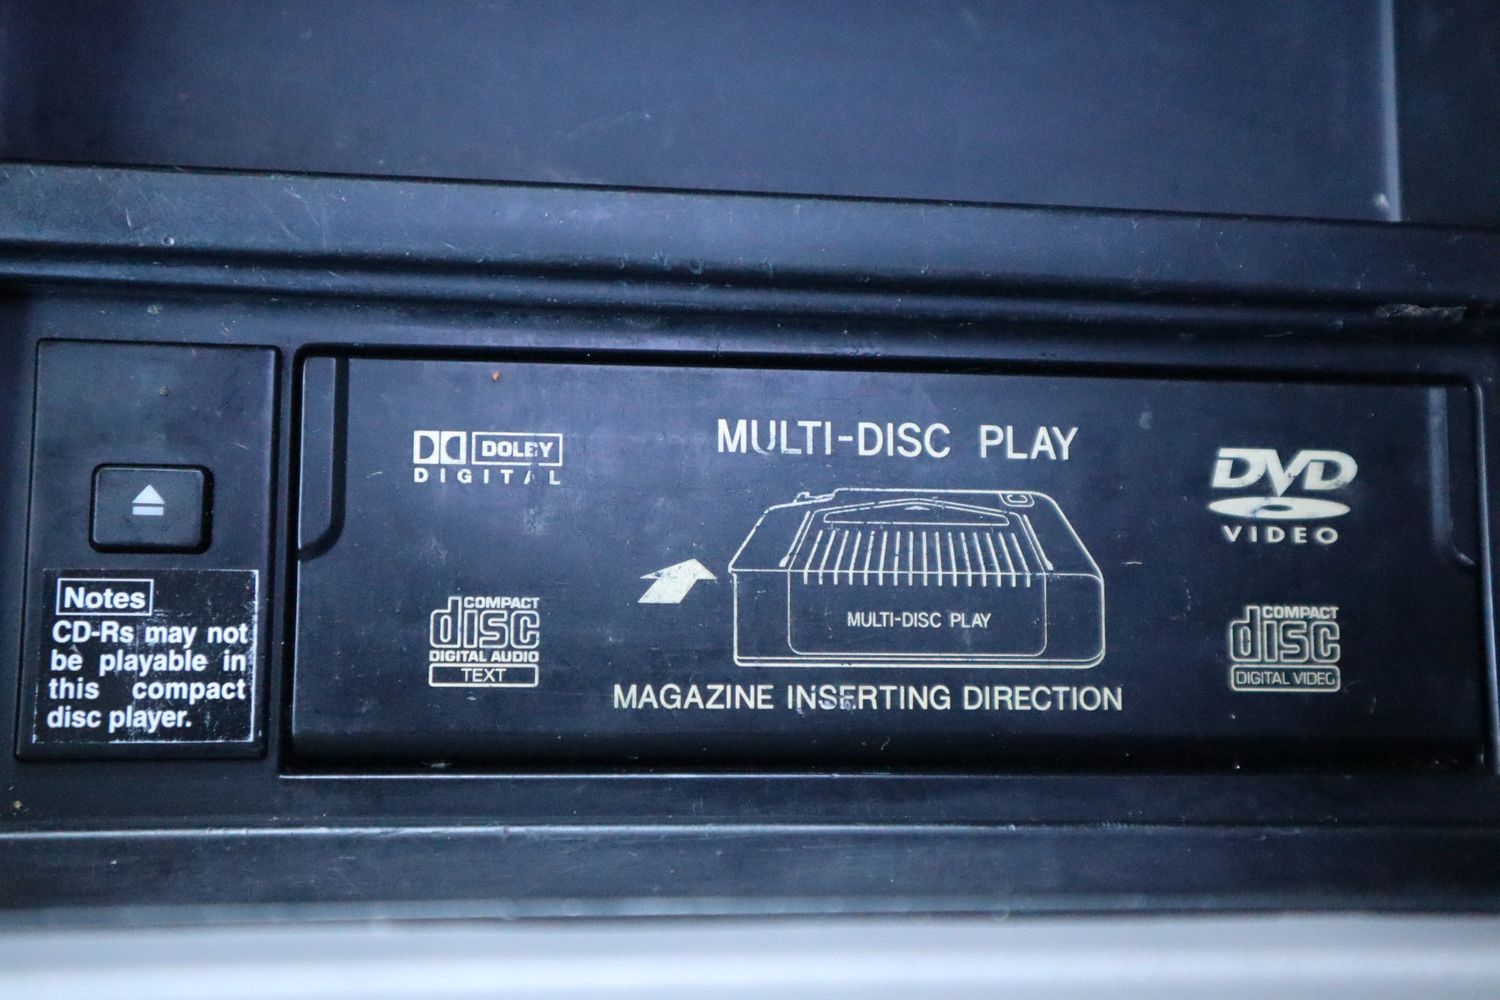 DOLBY
DIGITAL
MULTI-DISC PLAY
DVD
VIDEO
Notes
CD-Rs may not
be playable in
this compact
disc player.
COMPACT
disc
DIGITAL AUDIO
TEXT
MULTI-DISC PLAY
MAGAZINE INSERTING DIRECTION
COMPACT
disc
DIGITAL VIDEO